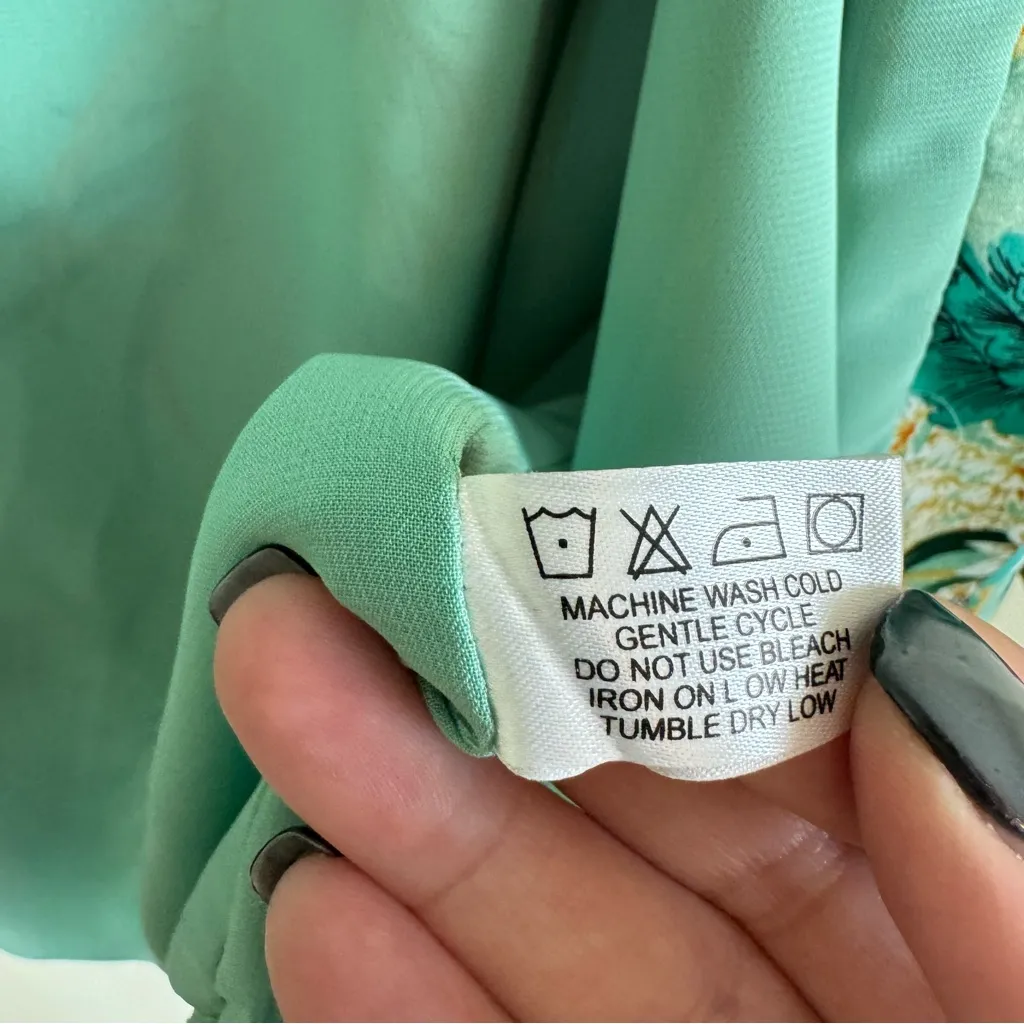 MACHINE WASH COLD
GENTLE CYCLE
DO NOT USE BLEACH
IRON ON L OW HEAT
TUMBLE DRY LOW